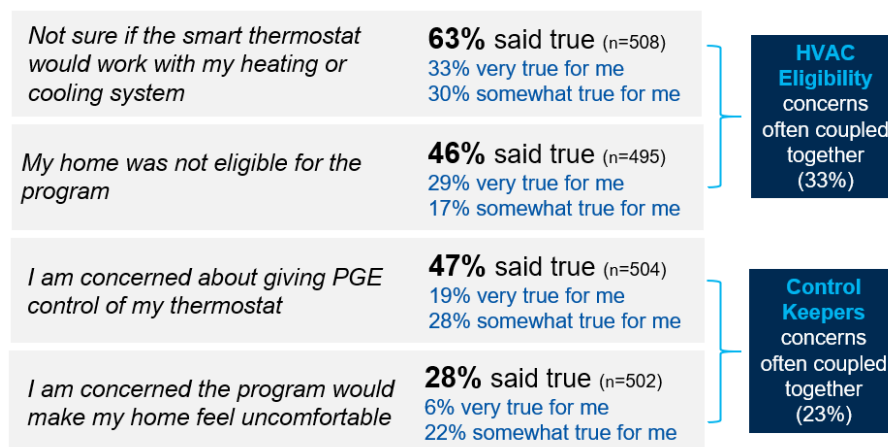 Not sure if the smart thermostat
would work with my heating or
cooling system
63% said true (n=508)
33% very true for me
30% somewhat true for me
My home was not eligible for the
program
46% said true (n=495)
29% very true for me
17% somewhat true for me
HVAC
Eligibility
concerns
often coupled
together
(33%)
I am concerned about giving PGE
control of my thermostat
47% said true (n=504)
19% very true for me
28% somewhat true for me
I am concerned the program would
make my home feel uncomfortable
28% said true (n=502)
6% very true for me
22% somewhat true for me
Control
Keepers
concerns
often coupled
together
(23%)